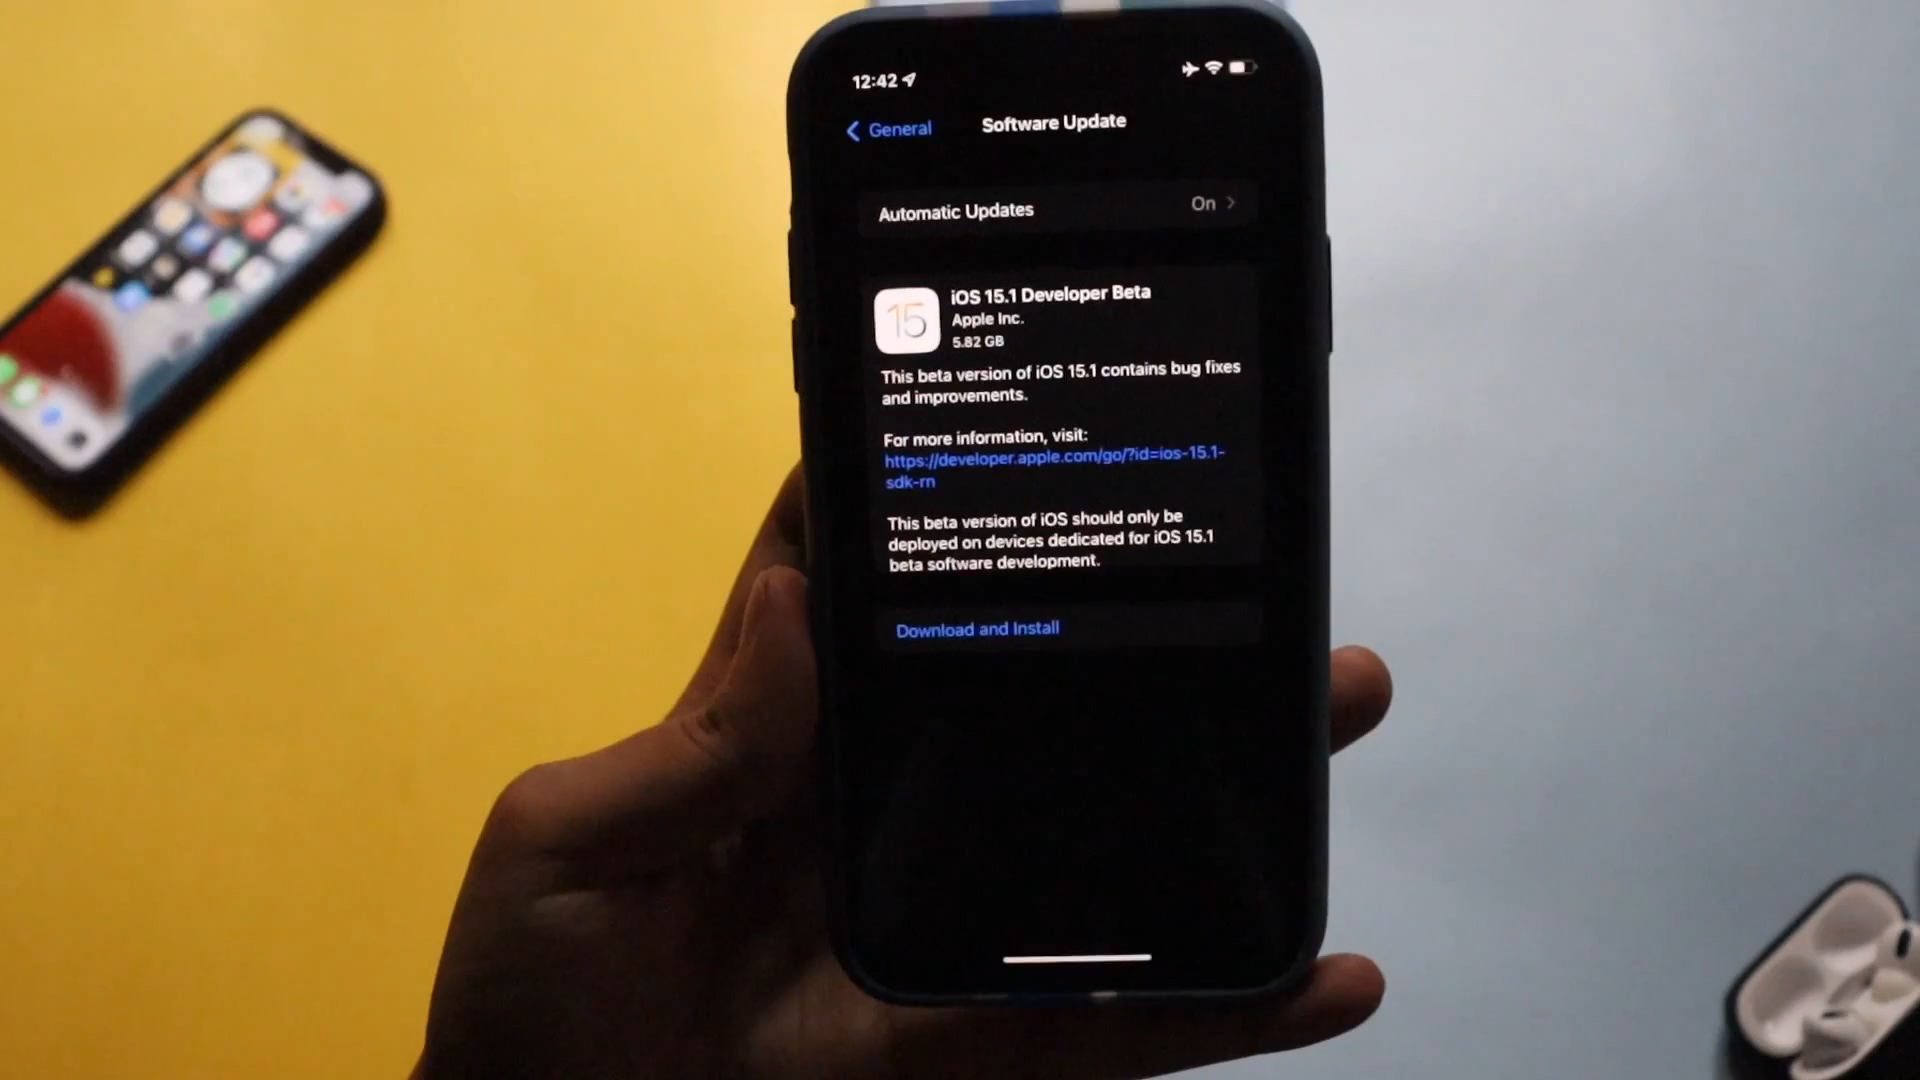 12:42
General
Software Update
Automatic Updates
On
15
iOS 15.1 Developer Beta
Apple Inc.
5.82 GB
This beta version of iOS 15.1 contains bug fixes
and improvements.
For more information, visit:
https://developer.apple.com/go/?id=ios-15.1-
sdk-rn
This beta version of iOS should only be
deployed on devices dedicated for iOS 15.1
beta software development.
Download and Install